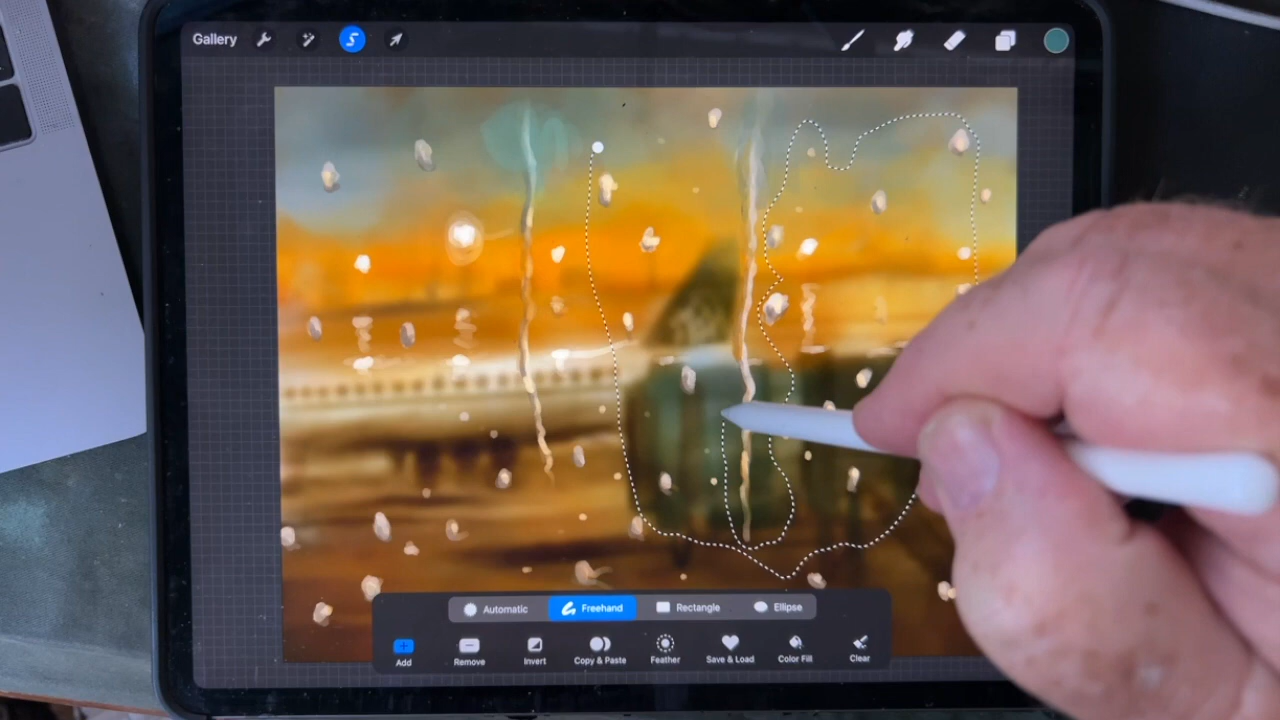 Gallery
Automatic Freehand Rectangle Ellipse
Add Remove Invert Copy & Paste Feather Save & Load Color Fill Clear